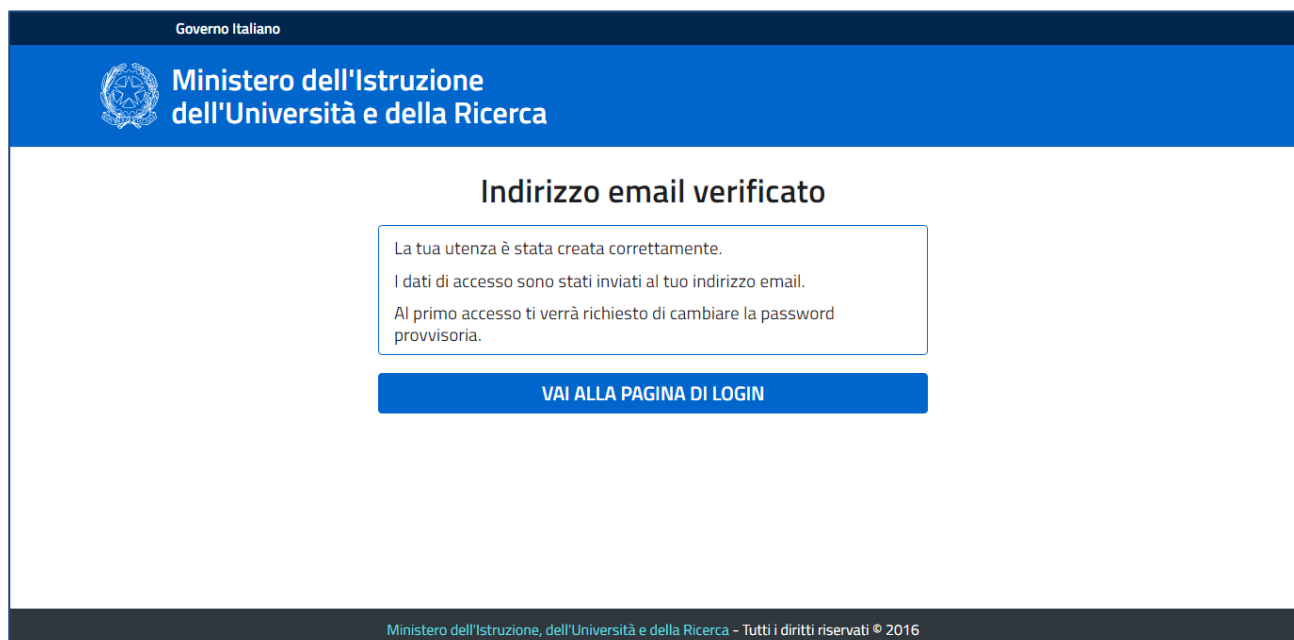 Governo Italiano
Ministero dell'Istruzione
dell'Università e della Ricerca
Indirizzo email verificato
La tua utenza è stata creata correttamente.
I dati di accesso sono stati inviati al tuo indirizzo email.
Al primo accesso ti verrà richiesto di cambiare la password
provvisoria.
VAI ALLA PAGINA DI LOGIN
Ministero dell'Istruzione, dell'Università e della Ricerca - Tutti i diritti riservati © 2016